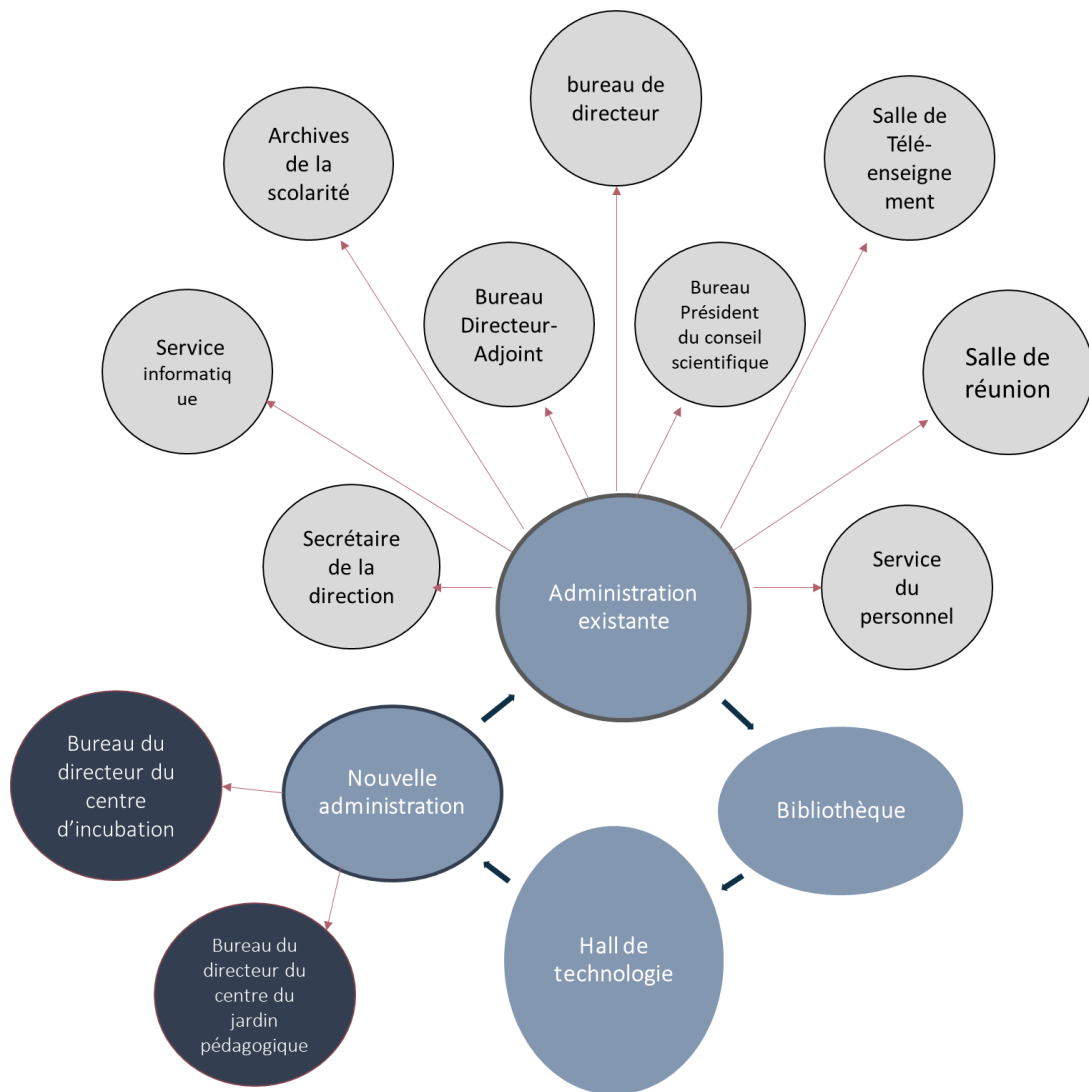 bureau de
directeur
Archives
de la
scolarité
Salle de
Télé-
enseigne
ment
Bureau
Directeur-
Adjoint
Bureau
Président
du conseil
scientifique
Service
informatiq
ue
Salle de
réunion
Secrétaire
de la
direction
Administration
existante
Service
du
personnel
Bureau du
directeur du
centre
d’incubation
Nouvelle
administration
Bibliothèque
Hall de
technologie
Bureau du
directeur du
centre du
jardin
pédagogique